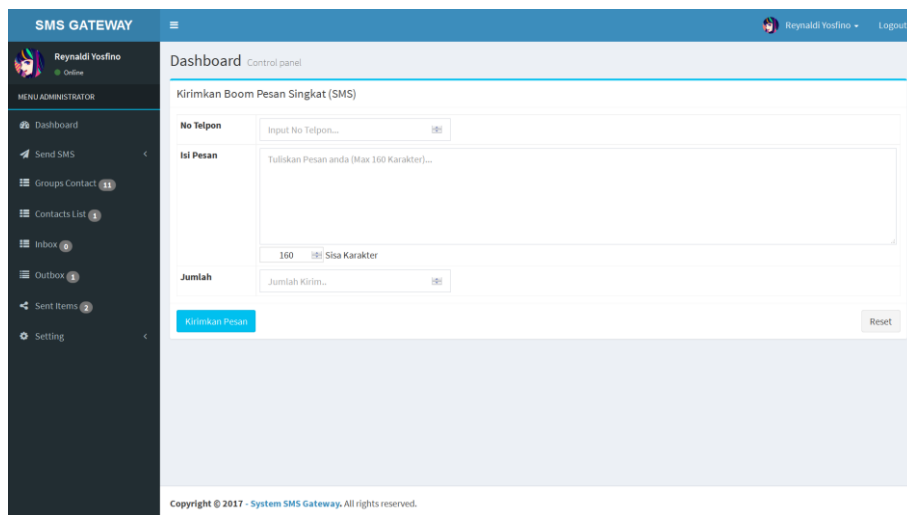 SMS GATEWAY
Reynaldi Yosfino
Logout
Reynaldi Yosfino
Online
Dashboard Control panel
MENU ADMINISTRATOR
Kirimkan Boom Pesan Singkat (SMS)
Dashboard
Send SMS
Groups Contact 11
Contacts List 1
Inbox 0
Outbox 1
Sent Items 2
Setting
No Telpon
Input No Telpon...
Isi Pesan
Tuliskan Pesan anda (Max 160 Karakter)...
160 Sisa Karakter
Jumlah
Jumlah Kirim..
Kirimkan Pesan
Reset
Copyright © 2017 - System SMS Gateway. All rights reserved.